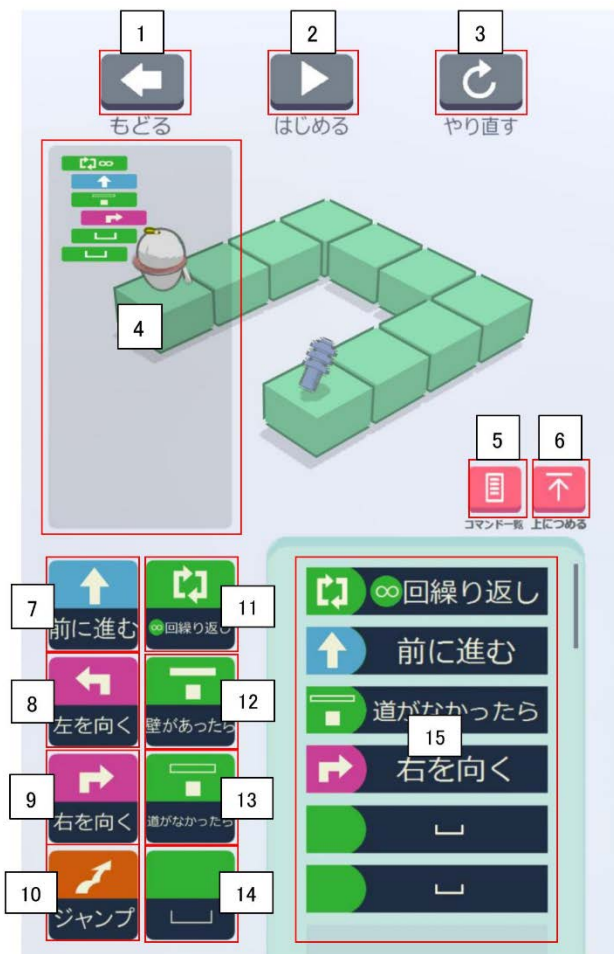 1
2
3
もどる
はじめる
やり直す
∞
4
5
6
コマンド一覧
上につめる
7
前に進む
11
∞回繰り返し
8
左を向く
12
壁があったら
9
右を向く
13
道がなかったら
10
ジャンプ
14
∞回繰り返し
前に進む
道がなかったら
15
右を向く